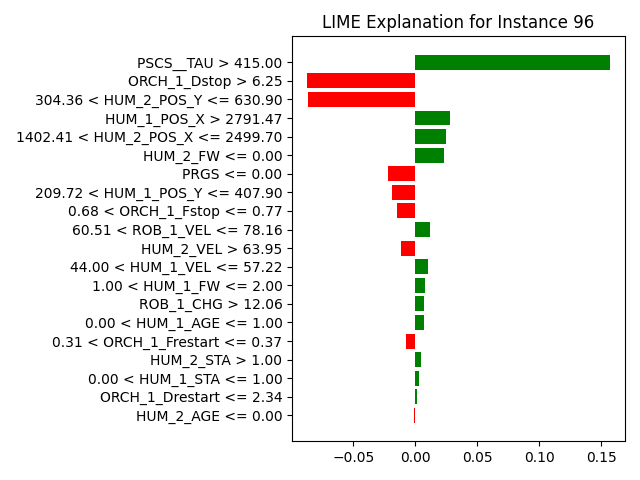 LIME Explanation for Instance 96
PSCS__TAU > 415.00
ORCH_1_Dstop > 6.25
304.36 < HUM_2_POS_Y <= 630.90
HUM_1_POS_X > 2791.47
1402.41 < HUM_2_POS_X <= 2499.70
HUM_2_FW <= 0.00
PRGS <= 0.00
209.72 < HUM_1_POS_Y <= 407.90
0.68 < ORCH_1_Fstop <= 0.77
60.51 < ROB_1_VEL <= 78.16
HUM_2_VEL > 63.95
44.00 < HUM_1_VEL <= 57.22
1.00 < HUM_1_FW <= 2.00
ROB_1_CHG > 12.06
0.00 < HUM_1_AGE <= 1.00
0.31 < ORCH_1_Frestart <= 0.37
HUM_2_STA > 1.00
0.00 < HUM_1_STA <= 1.00
ORCH_1_Drestart <= 2.34
HUM_2_AGE <= 0.00
−0.05 0.00 0.05 0.10 0.15